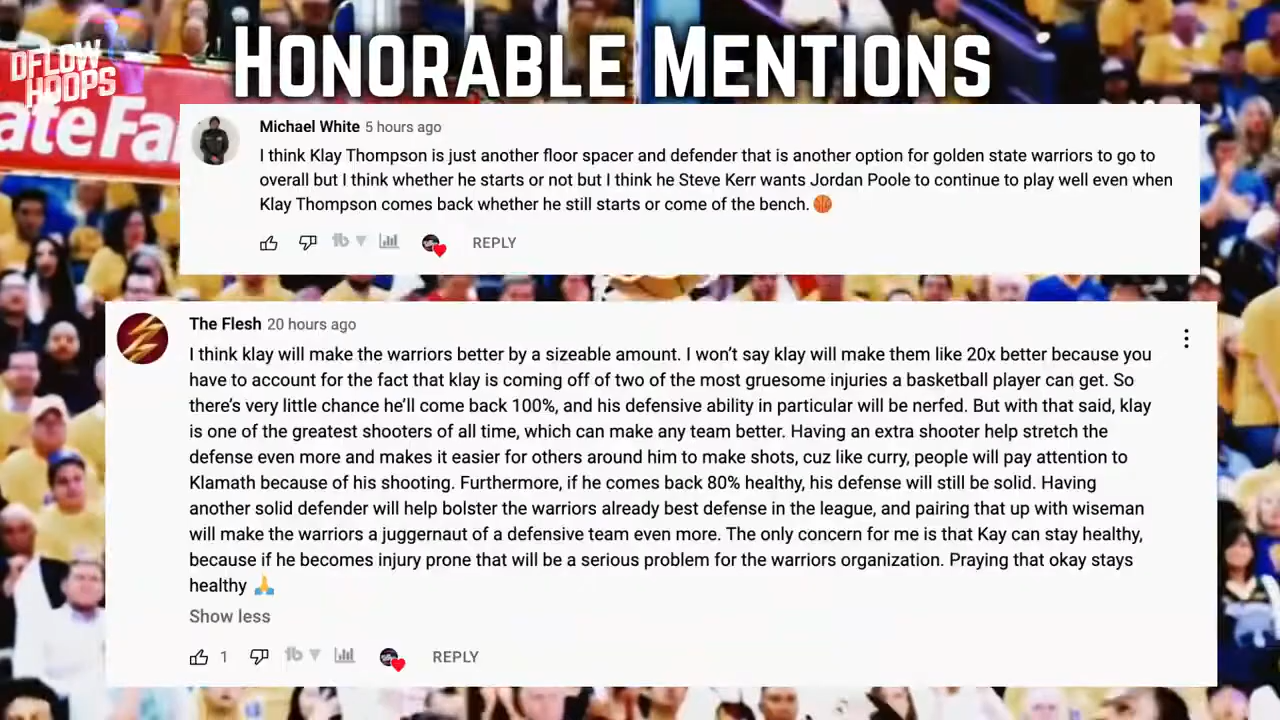 DFLOW
HOOPS
HONORABLE MENTIONS
ateFa
Michael White 5 hours ago
I think Klay Thompson is just another floor spacer and defender that is another option for golden state warriors to go to
overall but I think whether he starts or not but I think he Steve Kerr wants Jordan Poole to continue to play well even when
Klay Thompson comes back whether he still starts or come of the bench. 🏀
REPLY
The Flesh 20 hours ago
I think klay will make the warriors better by a sizeable amount. I won't say klay will make them like 20x better because you
have to account for the fact that klay is coming off of two of the most gruesome injuries a basketball player can get. So
there's very little chance he'll come back 100%, and his defensive ability in particular will be nerfed. But with that said, klay
is one of the greatest shooters of all time, which can make any team better. Having an extra shooter help stretch the
defense even more and makes it easier for others around him to make shots, cuz like curry, people will pay attention to
Klamath because of his shooting. Furthermore, if he comes back 80% healthy, his defense will still be solid. Having
another solid defender will help bolster the warriors already best defense in the league, and pairing that up with wiseman
will make the warriors a juggernaut of a defensive team even more. The only concern for me is that Kay can stay healthy,
because if he becomes injury prone that will be a serious problem for the warriors organization. Praying that okay stays
healthy 🙏
Show less
1 REPLY